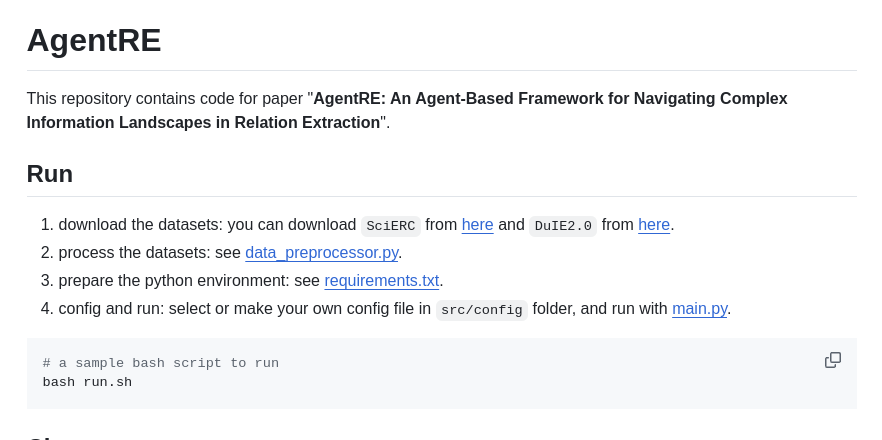 AgentRE
This repository contains code for paper "AgentRE: An Agent-Based Framework for Navigating Complex
Information Landscapes in Relation Extraction".
Run
1. download the datasets: you can download SciERC from here and DuIE2.0 from here.
2. process the datasets: see data_preprocessor.py.
3. prepare the python environment: see requirements.txt.
4. config and run: select or make your own config file in src/config folder, and run with main.py.
# a sample bash script to run
bash run.sh